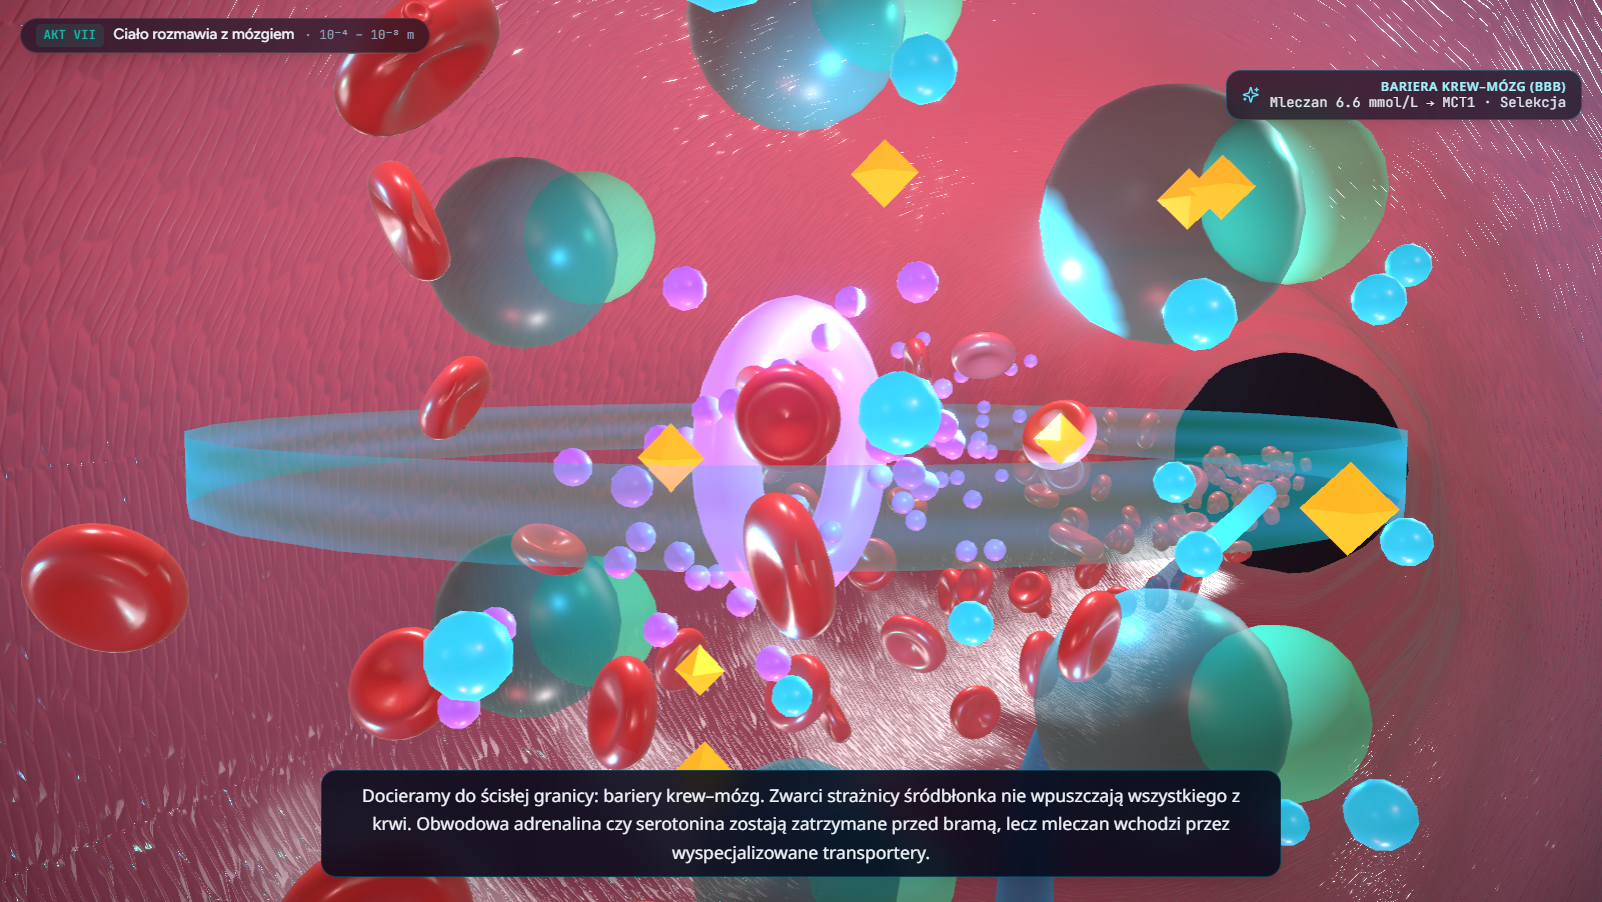 AKT VII Ciało rozmawia z mózgiem · 10⁻⁴ – 10⁻⁸ m
BARIERA KREW–MÓZG (BBB)
Mleczan 6.6 mmol/L → MCT1 · Selekcja
Docieramy do ścisłej granicy: bariery krew–mózg. Zwarci strażnicy śródbłonka nie wpuszczają wszystkiego z
krwi. Obwodowa adrenalina czy serotonina zostają zatrzymane przed bramą, lecz mleczan wchodzi przez
wyspecjalizowane transportery.